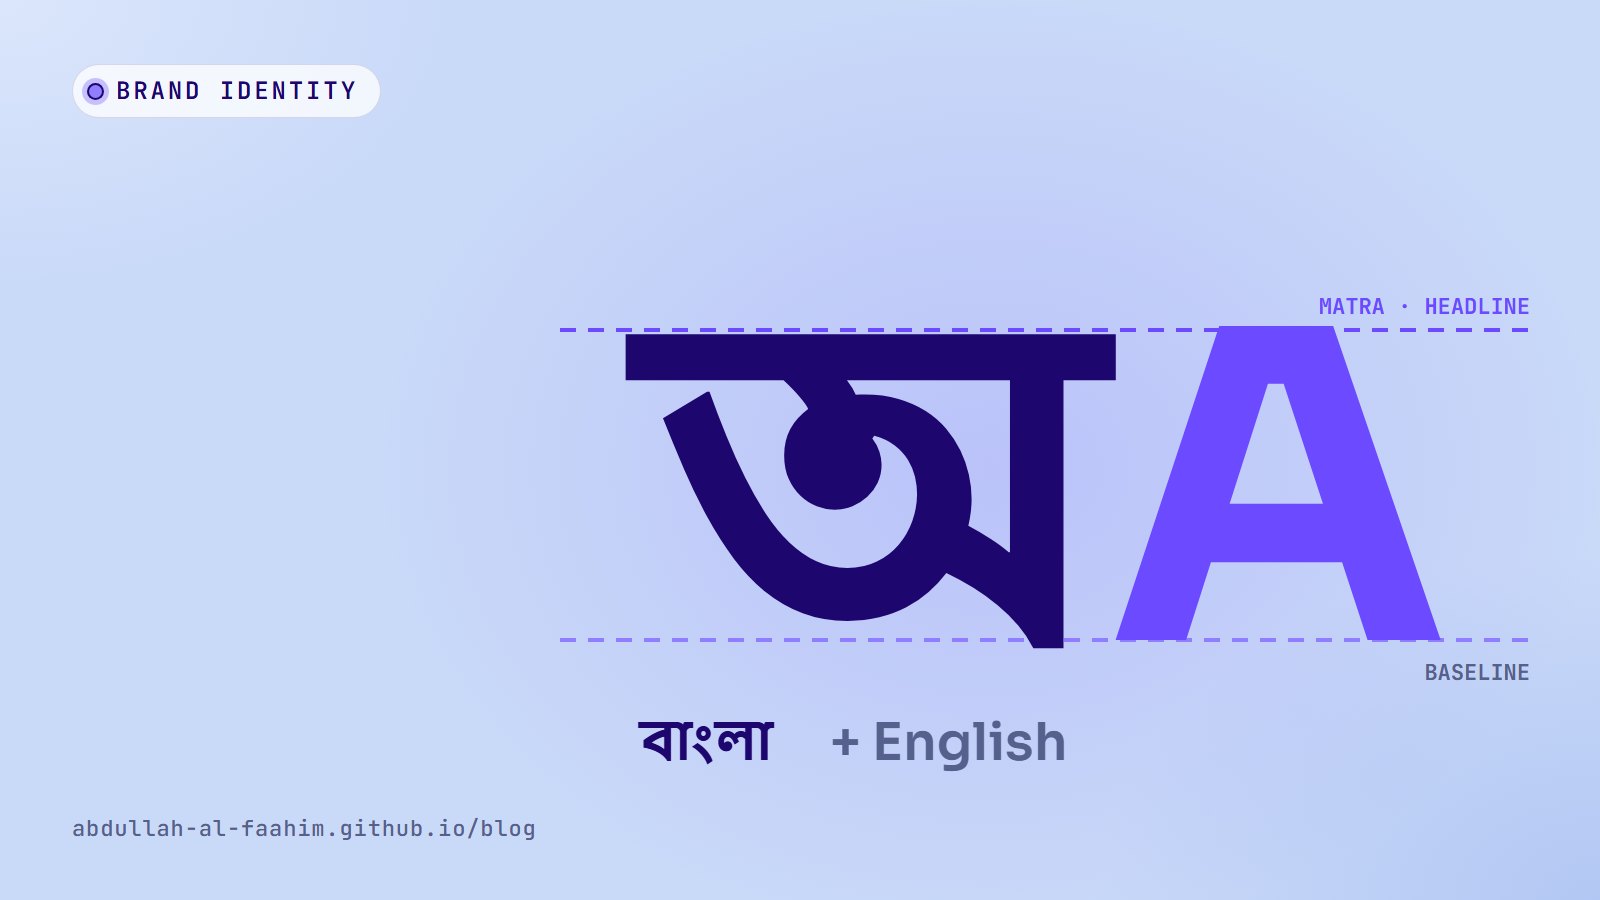 BRAND IDENTITY
MATRA · HEADLINE
অA
BASELINE
বাংলা + English
abdullah-al-faahim.github.io/blog